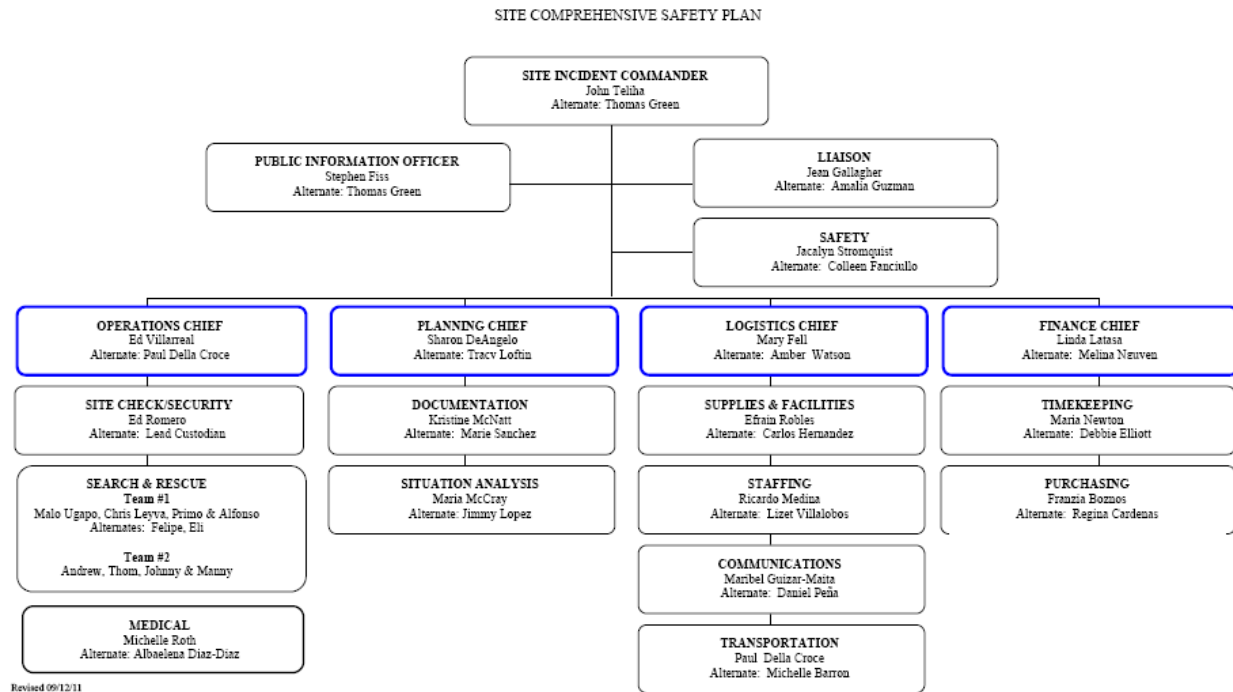 SITE COMPREHENSIVE SAFETY PLAN
SITE INCIDENT COMMANDER
John Teliha
Alternate: Thomas Green
PUBLIC INFORMATION OFFICER
Stephen Fiss
Alternate: Thomas Green
LIAISON
Jean Gallagher
Alternate: Amalia Guzman
SAFETY
Jacalyn Stromquist
Alternate: Colleen Fanciullo
OPERATIONS CHIEF
Ed Villarreal
Alternate: Paul Della Croce
PLANNING CHIEF
Sharon DeAngelo
Alternate: Tracy Loftin
LOGISTICS CHIEF
Mary Fell
Alternate: Amber Watson
FINANCE CHIEF
Linda Latasa
Alternate: Melina Nguyen
SITE CHECK/SECURITY
Ed Romero
Alternate: Lead Custodian
DOCUMENTATION
Kristine McNatt
Alternate: Marie Sanchez
SUPPLIES & FACILITIES
Efrain Robles
Alternate: Carlos Hernandez
TIMEKEEPING
Maria Newton
Alternate: Debbie Elliott
SEARCH & RESCUE
Team #1
Malo Ugapo, Chris Leyva, Primo & Alfonso
Alternates: Felipe, Eli
Team #2
Andrew, Thom, Johnny & Manny
SITUATION ANALYSIS
Maria McCray
Alternate: Jimmy Lopez
STAFFING
Ricardo Medina
Alternate: Lizet Villalobos
PURCHASING
Franzia Boznos
Alternate: Regina Cardenas
COMMUNICATIONS
Maribel Guizar-Maita
Alternate: Daniel Peña
MEDICAL
Michelle Roth
Alternate: Albaelena Diaz-Diaz
TRANSPORTATION
Paul Della Croce
Alternate: Michelle Barron
Revised 09/12/11